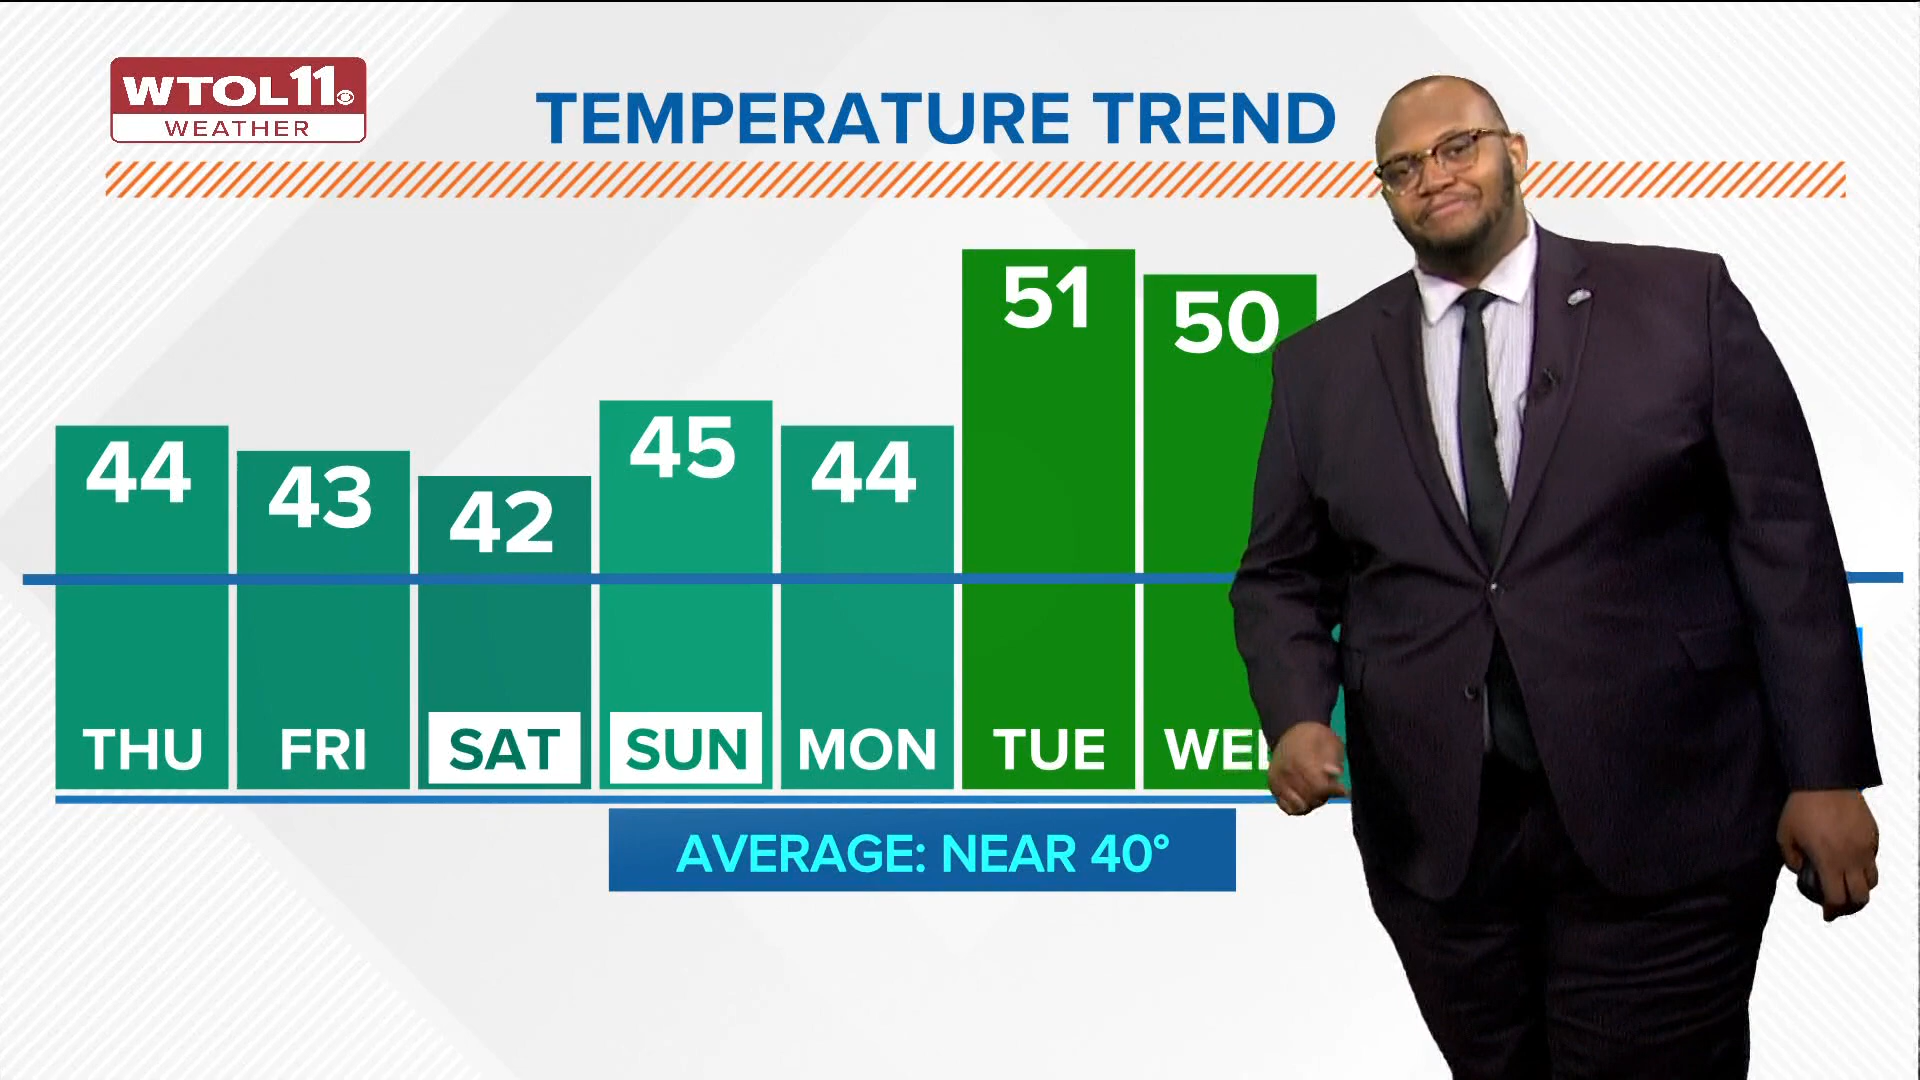 WTOL11
WEATHER
TEMPERATURE TREND
44
43
42
45
44
51
50
THU
FRI
SAT
SUN
MON
TUE
WE
AVERAGE: NEAR 40°